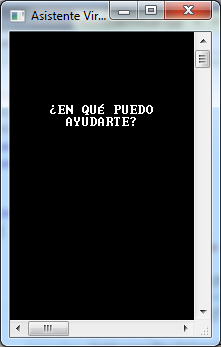 Asistente Vir...
¿EN QUÉ PUEDO
AYUDARTE?